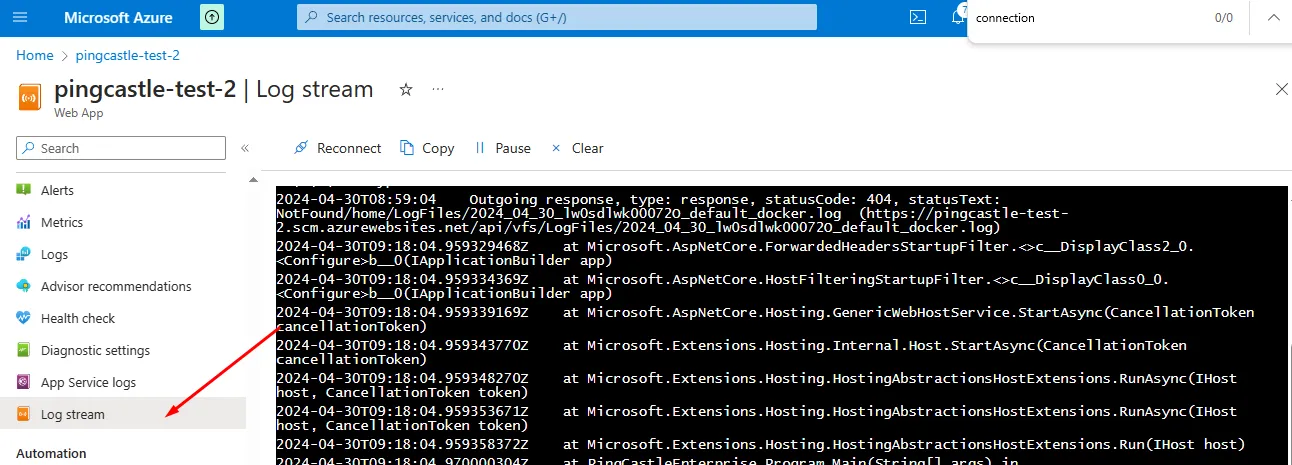 Microsoft Azure
Search resources, services, and docs (G+/)
7
connection
0/0
Home > pingcastle-test-2
pingcastle-test-2 | Log stream
Web App
Search
«
Reconnect
Copy
Pause
Clear
Alerts
Metrics
Logs
Advisor recommendations
Health check
Diagnostic settings
App Service logs
Log stream
Automation
2024-04-30T08:59:04 Outgoing response, type: response, statusCode: 404, statusText:
NotFound/home/LogFiles/2024_04_30_lw0sdlwk00072O_default_docker.log (https://pingcastle-test-
2.scm.azurewebsites.net/api/vfs/LogFiles/2024_04_30_lw0sdlwk00072O_default_docker.log)
2024-04-30T09:18:04.959329468Z at Microsoft.AspNetCore.ForwardedHeadersStartupFilter.<>c__DisplayClass2_0.
<Configure>b__0(IApplicationBuilder app)
2024-04-30T09:18:04.959334369Z at Microsoft.AspNetCore.HostFilteringStartupFilter.<>c__DisplayClass0_0.
<Configure>b__0(IApplicationBuilder app)
2024-04-30T09:18:04.959339169Z at Microsoft.AspNetCore.Hosting.GenericWebHostService.StartAsync(CancellationToken
cancellationToken)
2024-04-30T09:18:04.959343770Z at Microsoft.Extensions.Hosting.Internal.Host.StartAsync(CancellationToken
cancellationToken)
2024-04-30T09:18:04.959348270Z at Microsoft.Extensions.Hosting.HostingAbstractionsHostExtensions.RunAsync(IHost
host, CancellationToken token)
2024-04-30T09:18:04.959353671Z at Microsoft.Extensions.Hosting.HostingAbstractionsHostExtensions.RunAsync(IHost
host, CancellationToken token)
2024-04-30T09:18:04.959358372Z at Microsoft.Extensions.Hosting.HostingAbstractionsHostExtensions.Run(IHost host)
2024-04-30T09:18:04.970000304Z at PingCastleEnterprise.Program.Main(String[] args) in